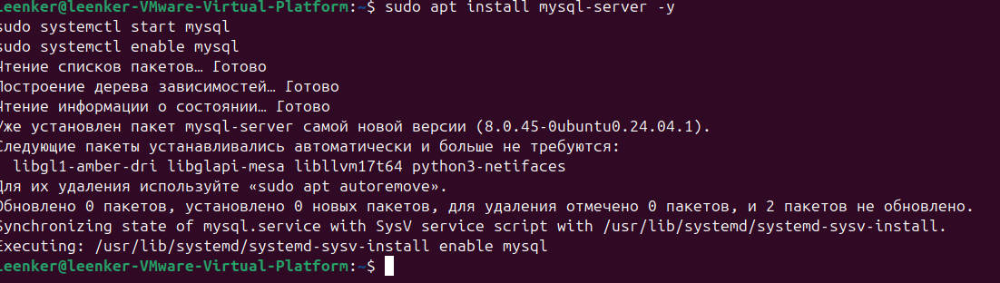 leenker@leenker-VMware-Virtual-Platform:~$ sudo apt install mysql-server -y
sudo systemctl start mysql
sudo systemctl enable mysql
Чтение списков пакетов… Готово
Построение дерева зависимостей… Готово
Чтение информации о состоянии… Готово
Уже установлен пакет mysql-server самой новой версии (8.0.45-0ubuntu0.24.04.1).
Следующие пакеты устанавливались автоматически и больше не требуются:
libgl1-amber-dri libglapi-mesa libllvm17t64 python3-netifaces
Для их удаления используйте «sudo apt autoremove».
Обновлено 0 пакетов, установлено 0 новых пакетов, для удаления отмечено 0 пакетов, и 2 пакетов не обновлено.
Synchronizing state of mysql.service with SysV service script with /usr/lib/systemd/systemd-sysv-install.
Executing: /usr/lib/systemd/systemd-sysv-install enable mysql
leenker@leenker-VMware-Virtual-Platform:~$